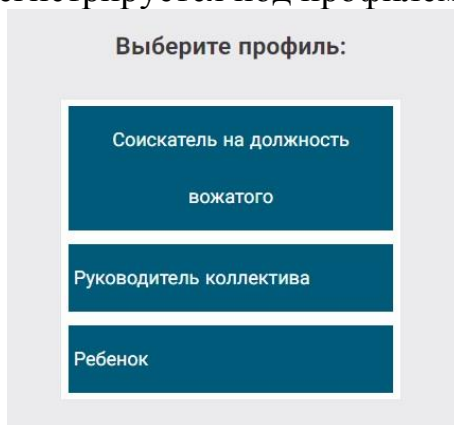 Выберите профиль:
Соискатель на должность
вожатого
Руководитель коллектива
Ребенок